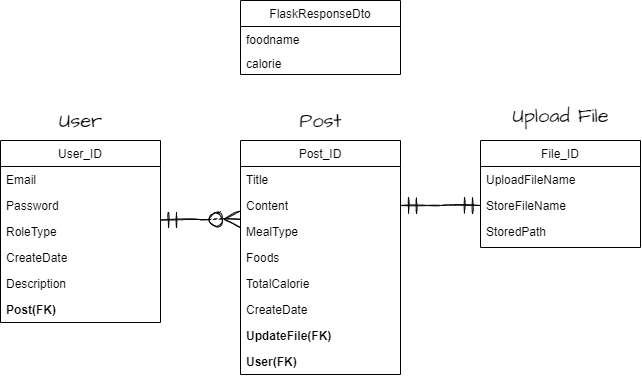 FlaskResponseDto
foodname
calorie
User
User_ID
Email
Password
RoleType
CreateDate
Description
Post(FK)
Post
Post_ID
Title
Content
MealType
Foods
TotalCalorie
CreateDate
UpdateFile(FK)
User(FK)
Upload File
File_ID
UploadFileName
StoreFileName
StoredPath